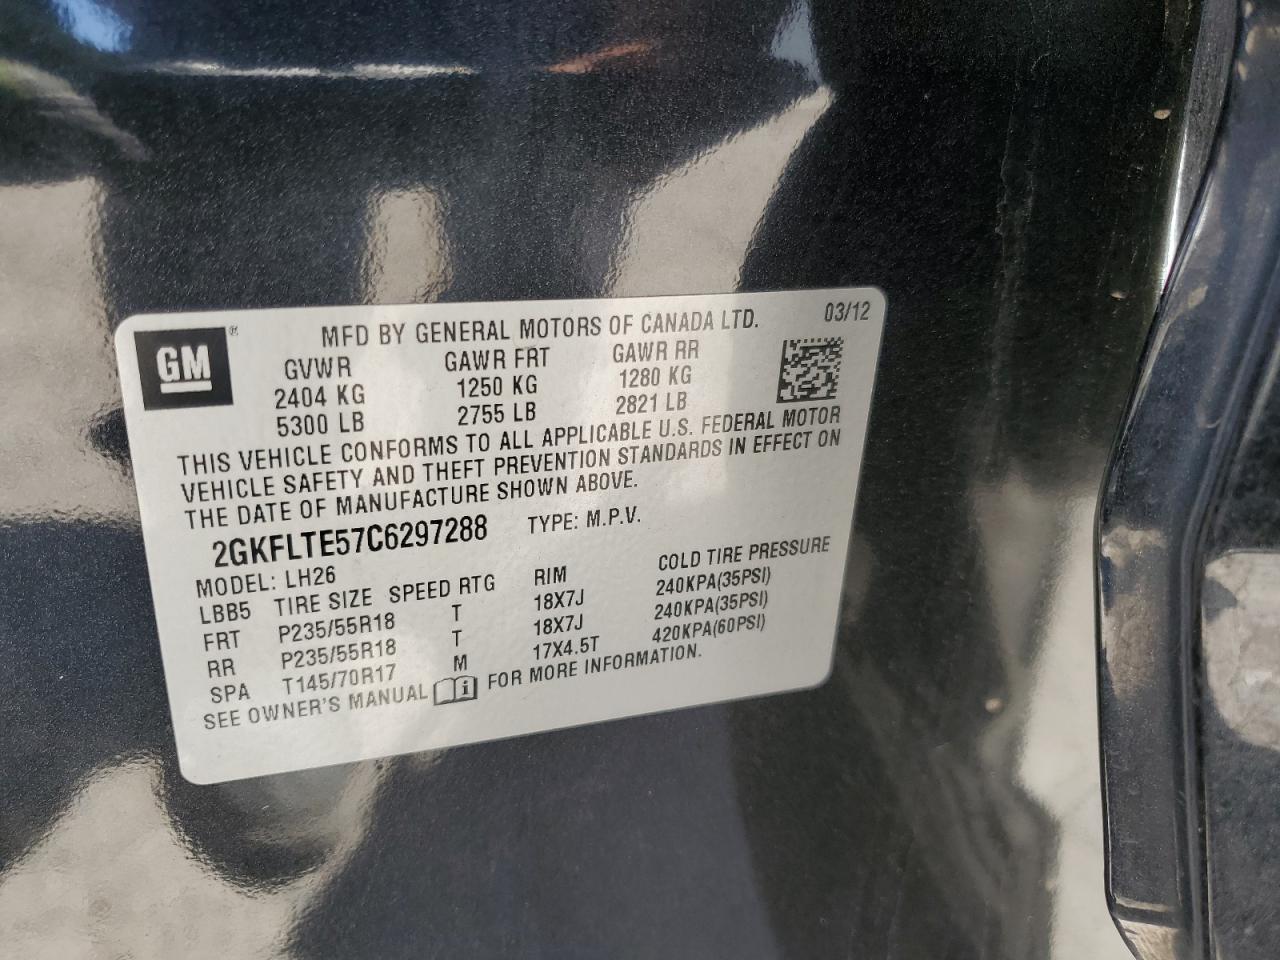 GM ®
MFD BY GENERAL MOTORS OF CANADA LTD. 03/12
GVWR GAWR FRT GAWR RR
2404 KG 1250 KG 1280 KG
5300 LB 2755 LB 2821 LB
THIS VEHICLE CONFORMS TO ALL APPLICABLE U.S. FEDERAL MOTOR
VEHICLE SAFETY AND THEFT PREVENTION STANDARDS IN EFFECT ON
THE DATE OF MANUFACTURE SHOWN ABOVE.
2GKFLTE57C6297288 TYPE: M.P.V.
MODEL: LH26
LBB5 TIRE SIZE SPEED RTG RIM COLD TIRE PRESSURE
FRT P235/55R18 T 18X7J 240KPA(35PSI)
RR P235/55R18 T 18X7J 240KPA(35PSI)
SPA T145/70R17 M 17X4.5T 420KPA(60PSI)
SEE OWNER'S MANUAL i FOR MORE INFORMATION.